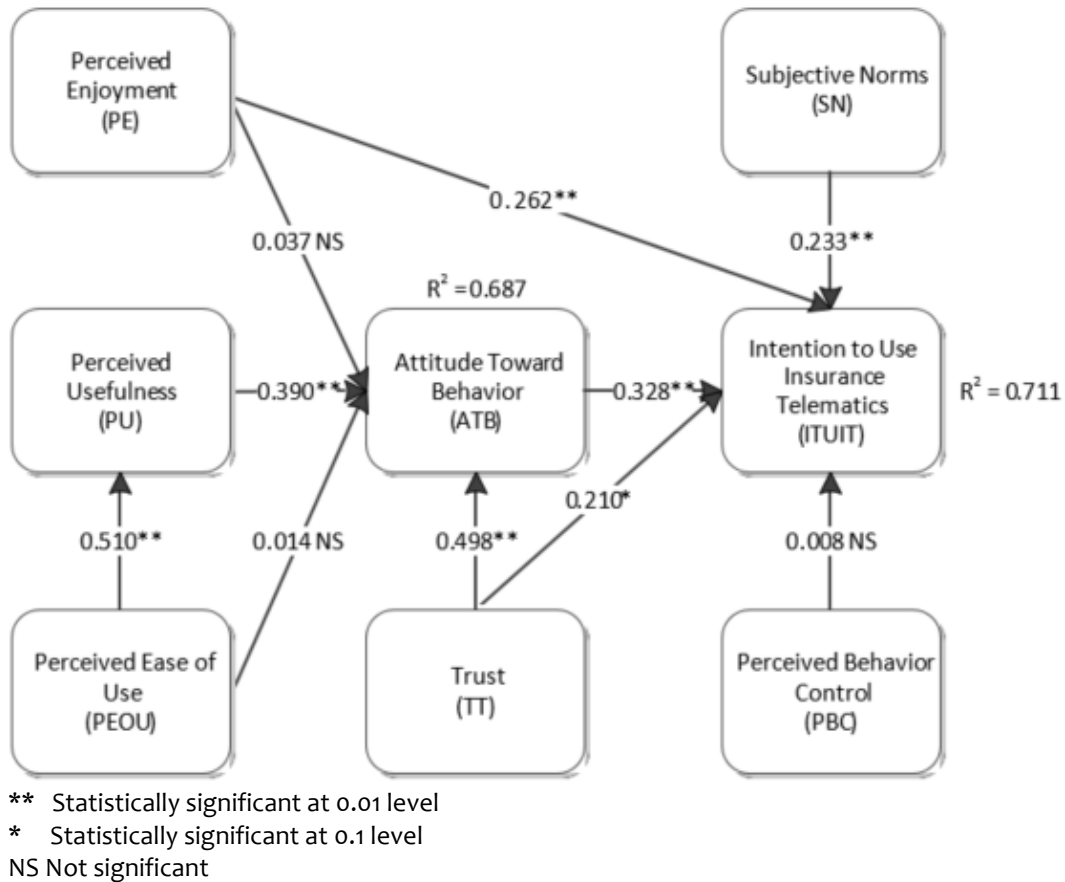 Perceived
Enjoyment
(PE)
Subjective Norms
(SN)
0.262**
0.037 NS
0.233**
R² = 0.687
Perceived
Usefulness
(PU)
0.390**
Attitude Toward
Behavior
(ATB)
0.328**
Intention to Use
Insurance
Telematics
(ITUIT)
R² = 0.711
0.210*
0.510**
0.014 NS
0.498**
0.008 NS
Perceived Ease of
Use
(PEOU)
Trust
(TT)
Perceived Behavior
Control
(PBC)
** Statistically significant at 0.01 level
* Statistically significant at 0.1 level
NS Not significant